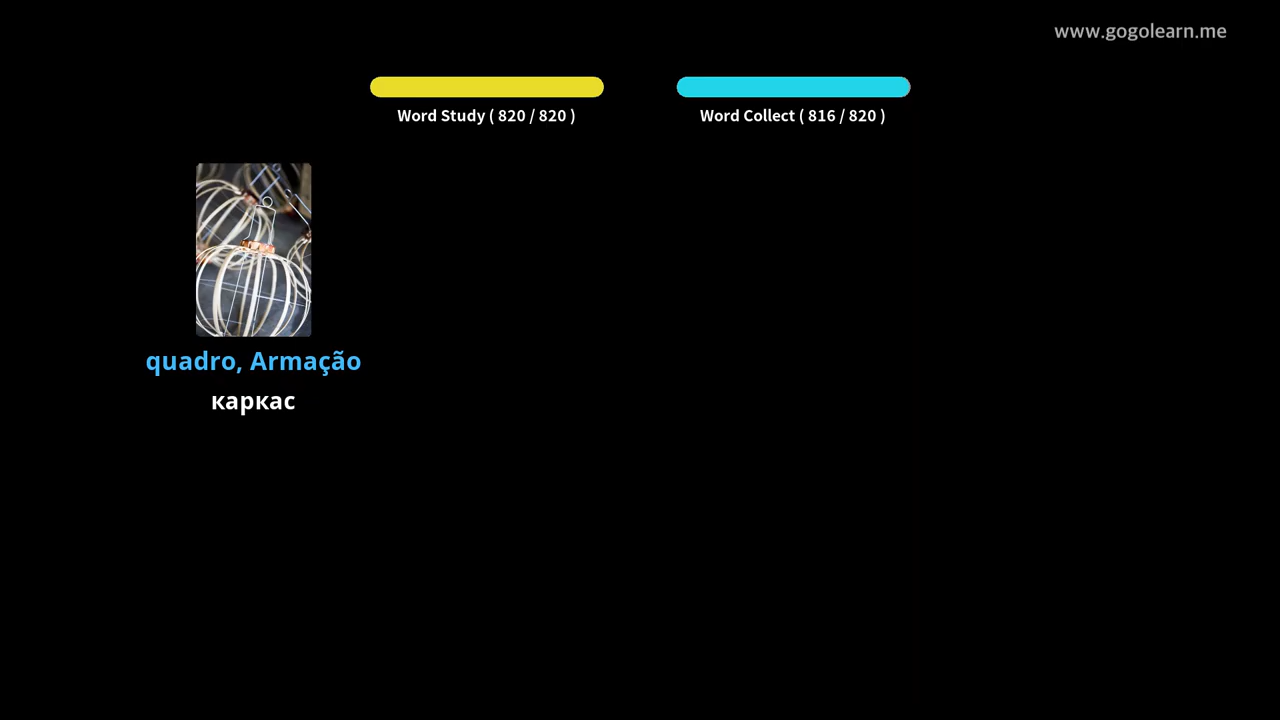 www.gogolearn.me
Word Study ( 820 / 820 )
Word Collect ( 816 / 820 )
quadro, Armação
каркас